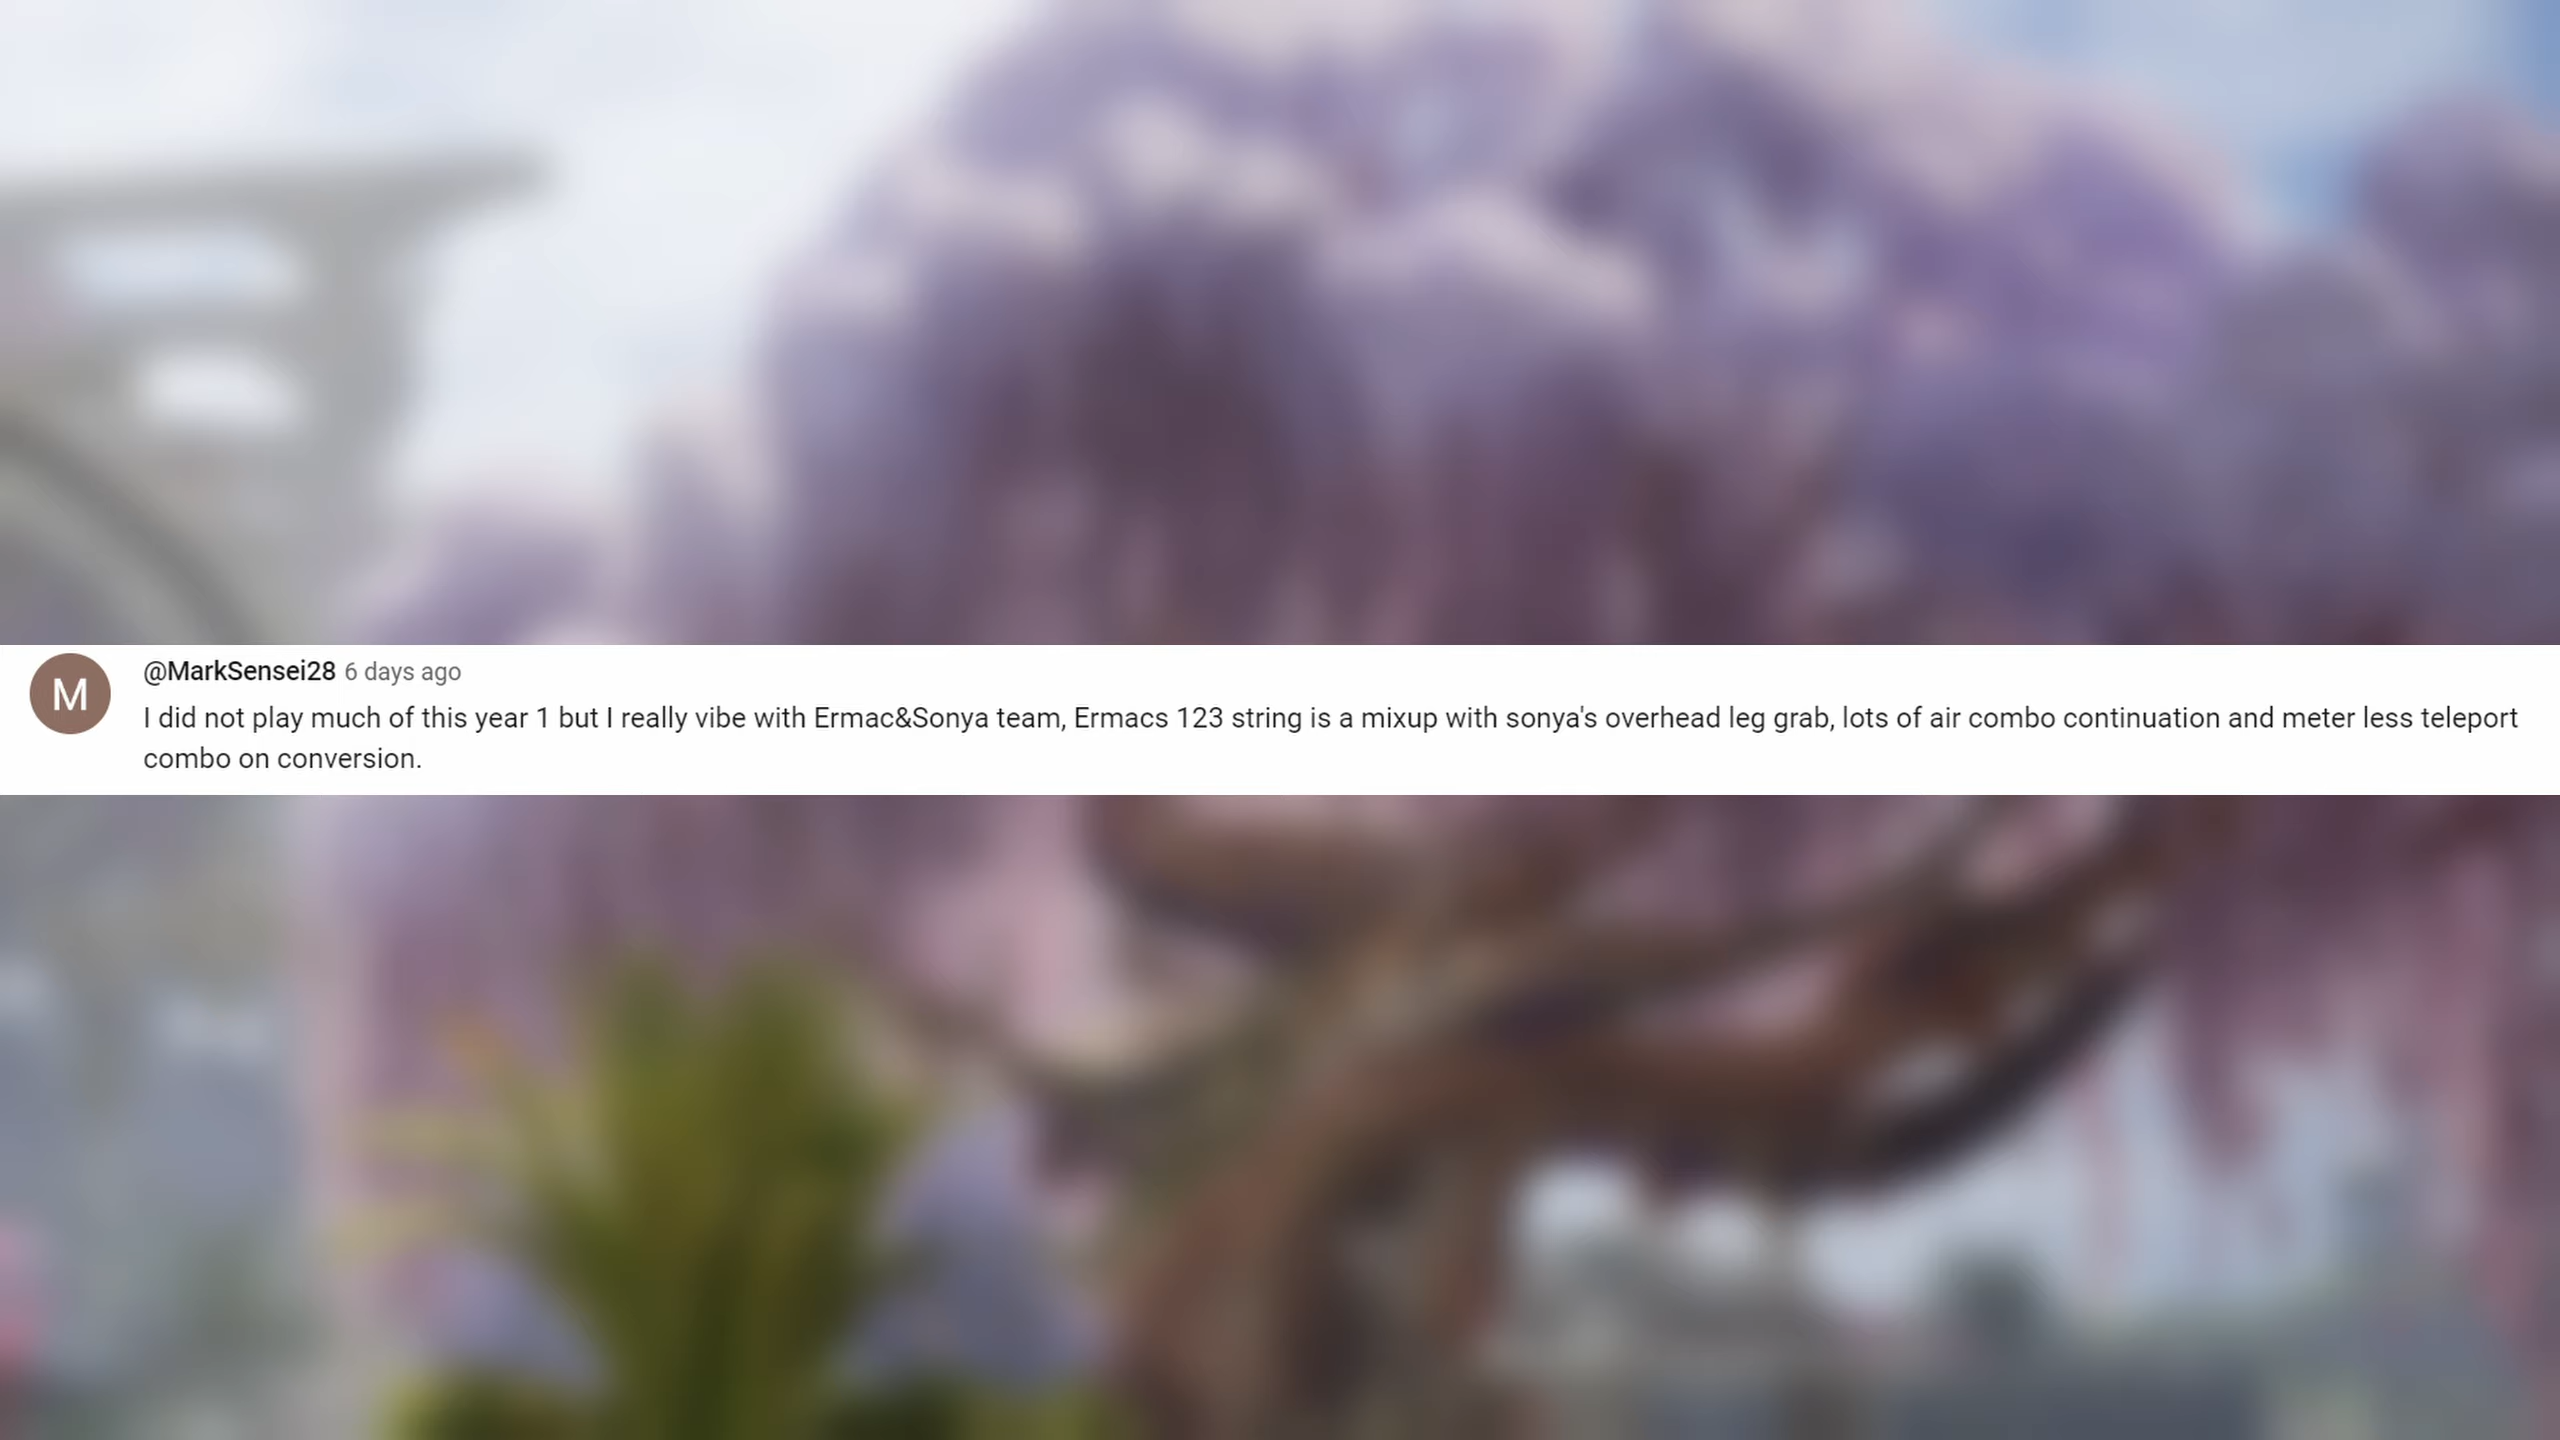 M
@MarkSensei28 6 days ago
I did not play much of this year 1 but I really vibe with Ermac&Sonya team, Ermacs 123 string is a mixup with sonya's overhead leg grab, lots of air combo continuation and meter less teleport
combo on conversion.